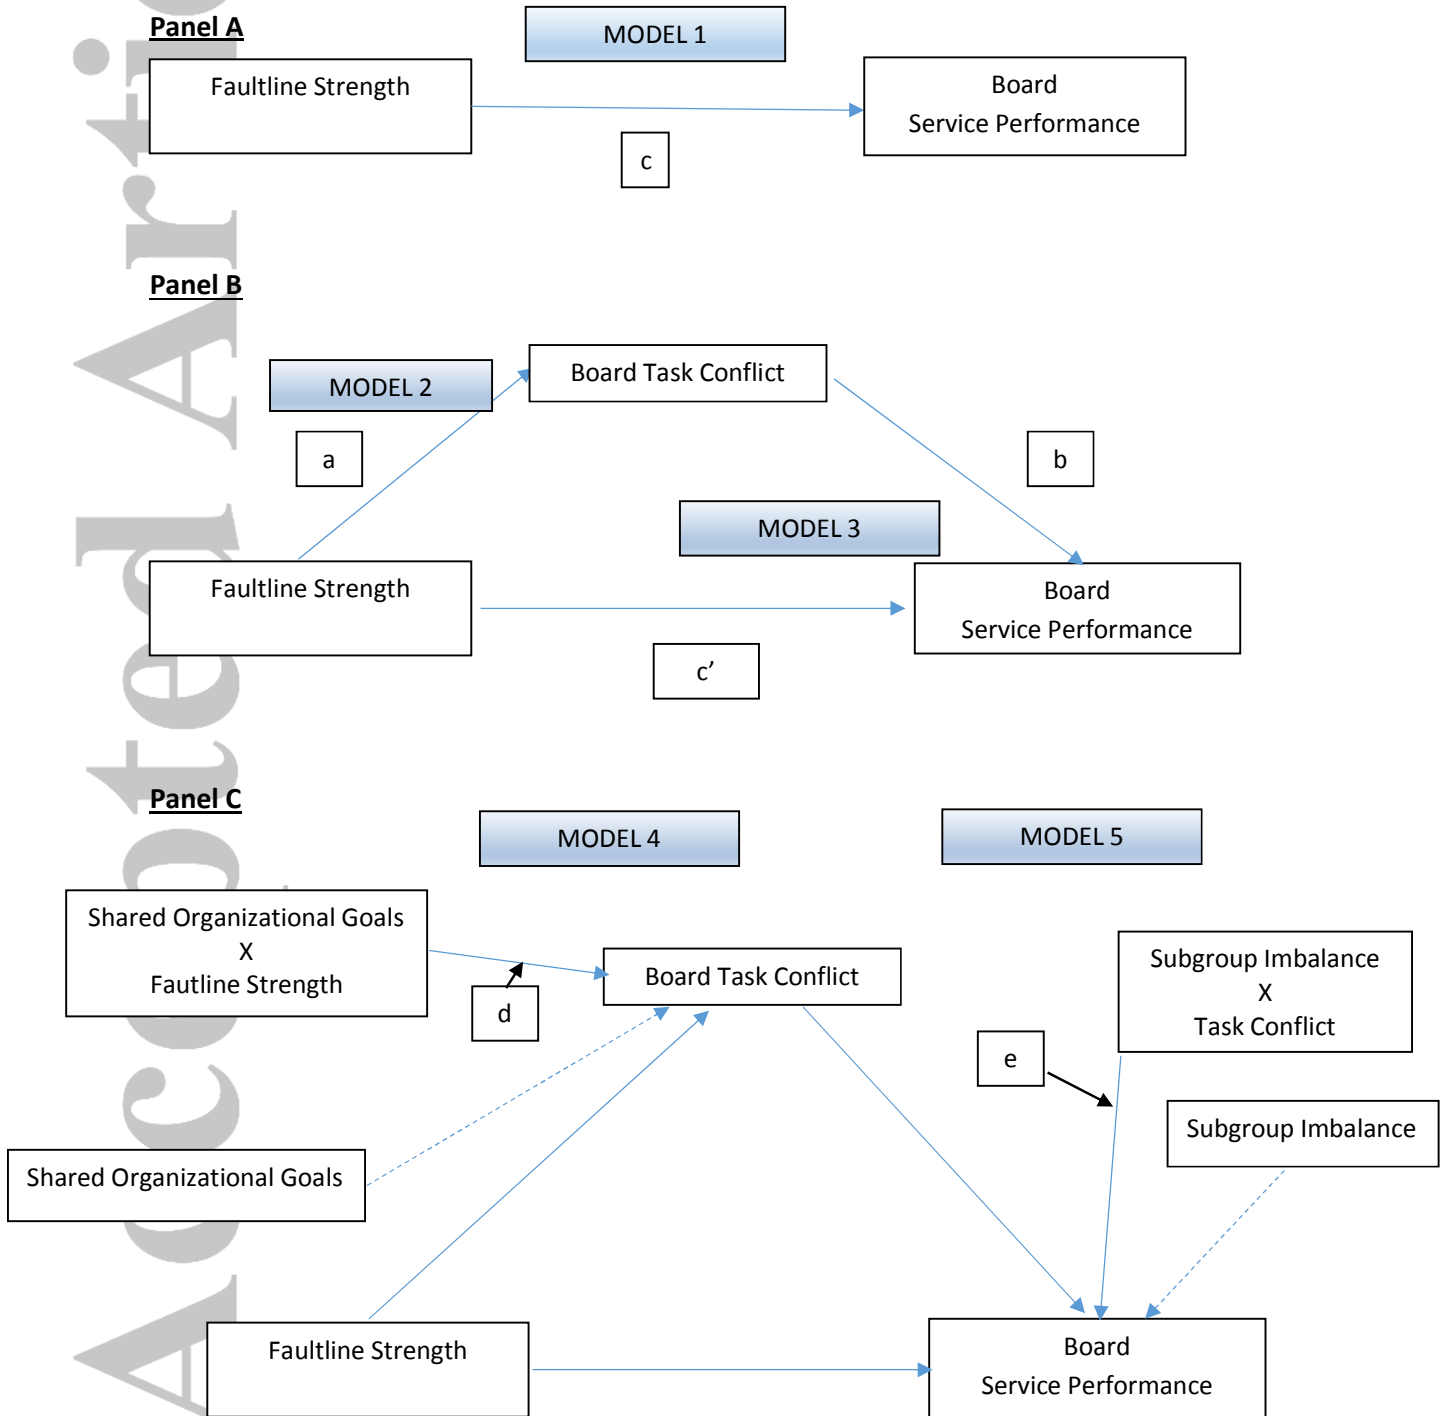 Panel A
MODEL 1
Faultline Strength
Board
Service Performance
c
Panel B
Board Task Conflict
MODEL 2
a
b
MODEL 3
Faultline Strength
Board
Service Performance
c’
Panel C
MODEL 4
MODEL 5
Shared Organizational Goals
X
Fautline Strength
d
Board Task Conflict
Subgroup Imbalance
X
Task Conflict
e
Subgroup Imbalance
Shared Organizational Goals
Faultline Strength
Board
Service Performance
Accepted Artic